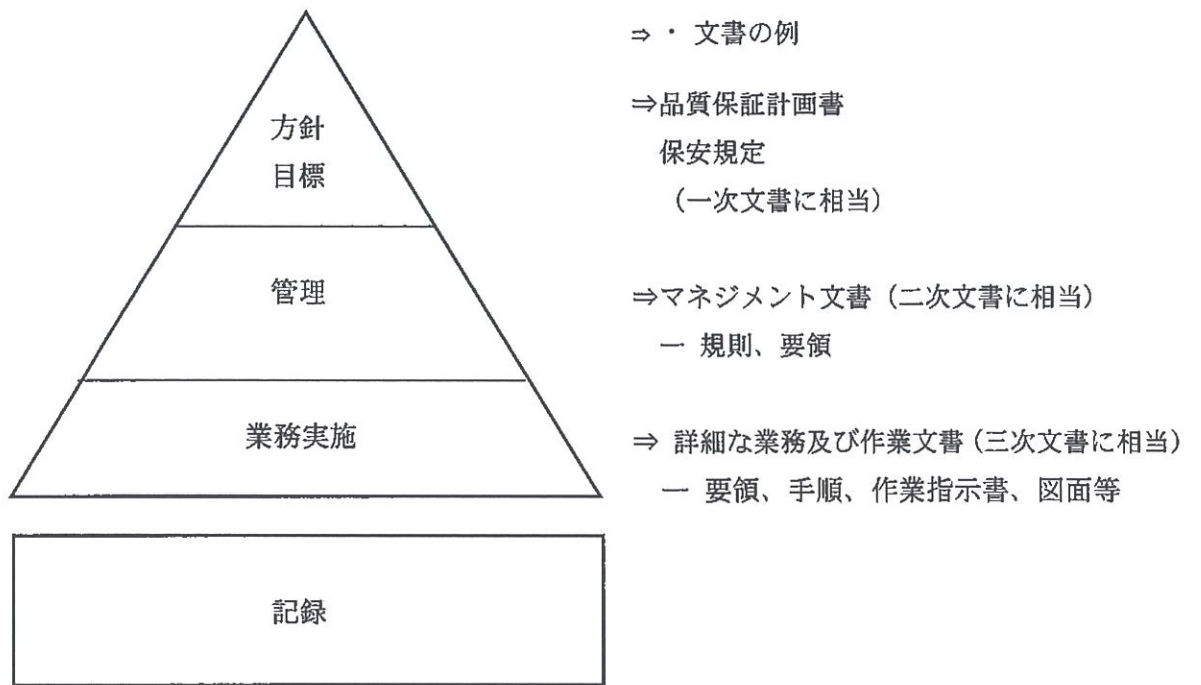 ⇒ ・ 文書の例
方針
目標
⇒品質保証計画書
保安規定
（一次文書に相当）
管理
⇒マネジメント文書（二次文書に相当）
ー 規則、要領
業務実施
⇒ 詳細な業務及び作業文書（三次文書に相当）
ー 要領、手順、作業指示書、図面等
記録